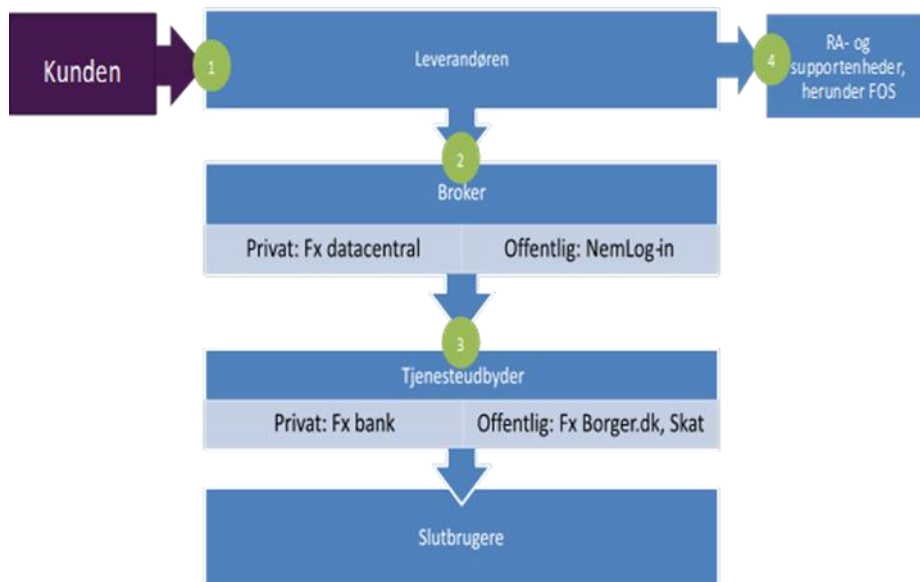 Kunden
1
Leverandøren
4
RA- og
supportenheder,
herunder FOS
2
Broker
Privat: Fx datacentral
Offentlig: NemLog-in
3
Tjenesteudbyder
Privat: Fx bank
Offentlig: Fx Borger.dk, Skat
Slutbrugere